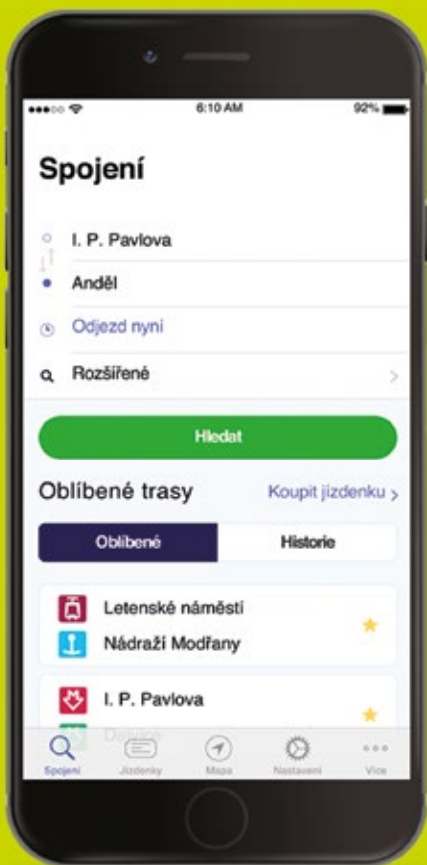 6:10 AM 92%
Spojení
I. P. Pavlova
Anděl
Odjezd nyní
Rozšířené
Hledat
Oblíbené trasy Koupit jízdenku
Oblíbené Historie
Letenské náměstí
Nádraží Modřany
I. P. Pavlova
Dejvice
Spojení Jízdenky Mapa Nastavení Více